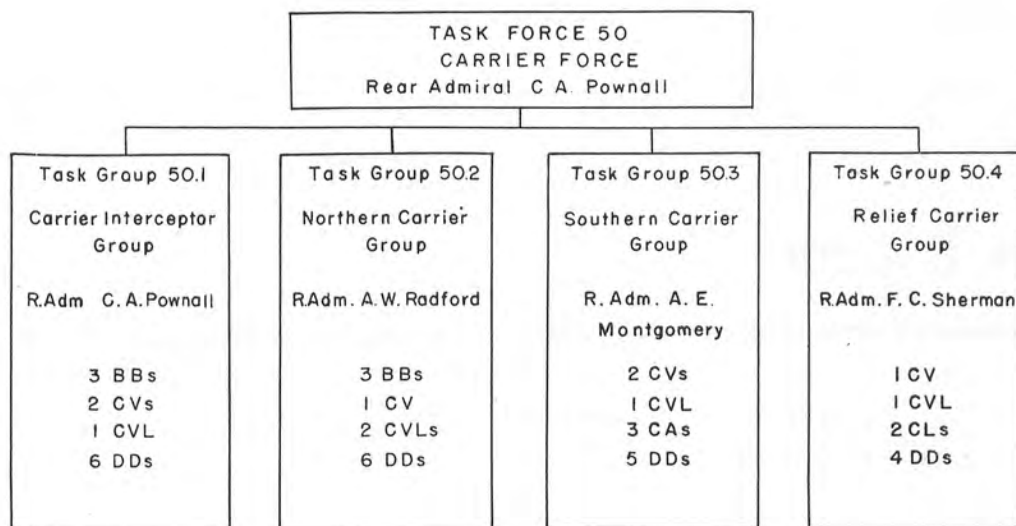 TASK FORCE 50
CARRIER FORCE
Rear Admiral C A. Pownall
Task Group 50.1
Carrier Interceptor
Group
R.Adm C.A.Pownall
3 BBs
2 CVs
1 CVL
6 DDs
Task Group 50.2
Northern Carrier
Group
R.Adm. A.W. Radford
3 BBs
1 CV
2 CVLs
6 DDs
Task Group 50.3
Southern Carrier
Group
R. Adm. A. E.
Montgomery
2 CVs
1 CVL
3 CAs
5 DDs
Task Group 50.4
Relief Carrier
Group
R.Adm. F. C. Sherman
1 CV
1 CVL
2 CLs
4 DDs